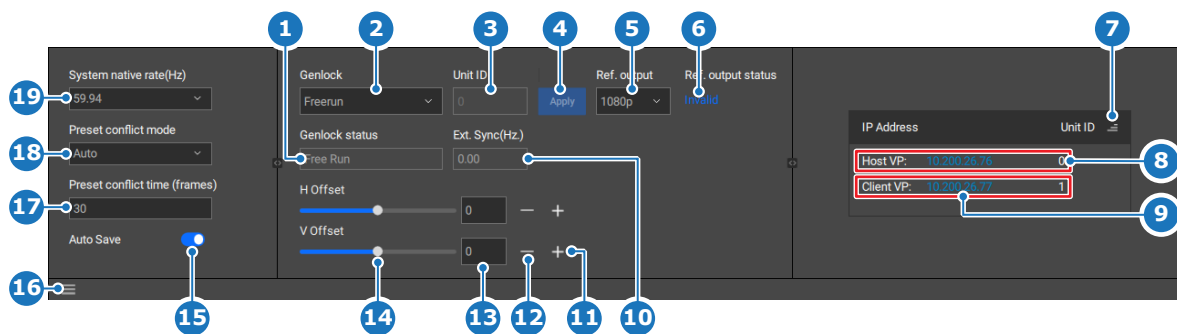 1 2 3 4 5 6 7
System native rate(Hz) Genlock Unit ID Ref. output Ref. output status
19 59.94 Freerun 0 Apply 1080p Invalid
IP Address Unit ID
Preset conflict mode Genlock status Ext. Sync(Hz.)
18 Auto Free Run 0.00 Host VP: 10.200.26.76 0 8
Preset conflict time (frames) H Offset Client VP: 10.200.26.77 1
17 30 0 9
Auto Save V Offset
0
16 15 14 13 12 11 10